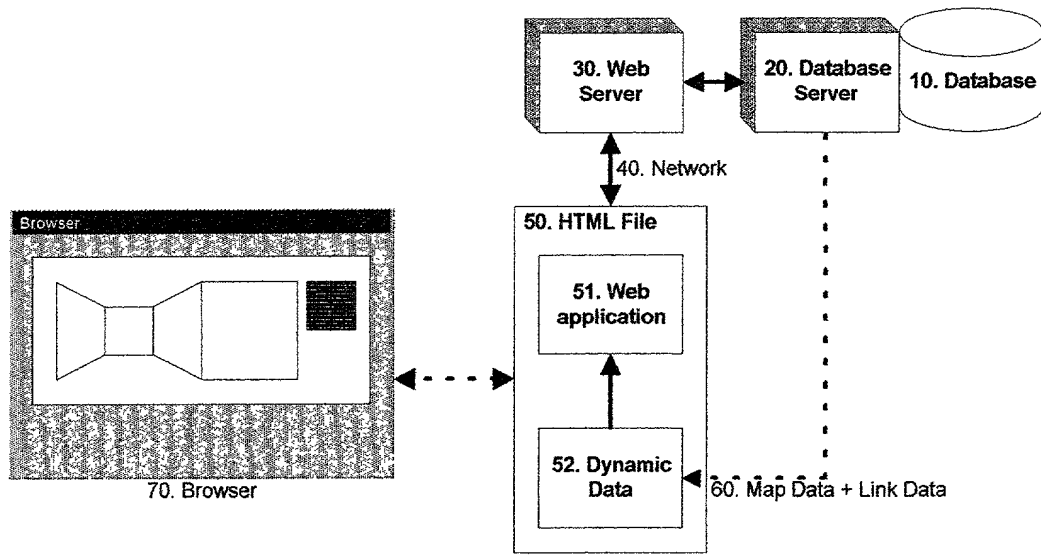 30. Web
Server
20. Database
Server
10. Database
40. Network
Browser
50. HTML File
51. Web
application
52. Dynamic
Data
60. Map Data + Link Data
70. Browser